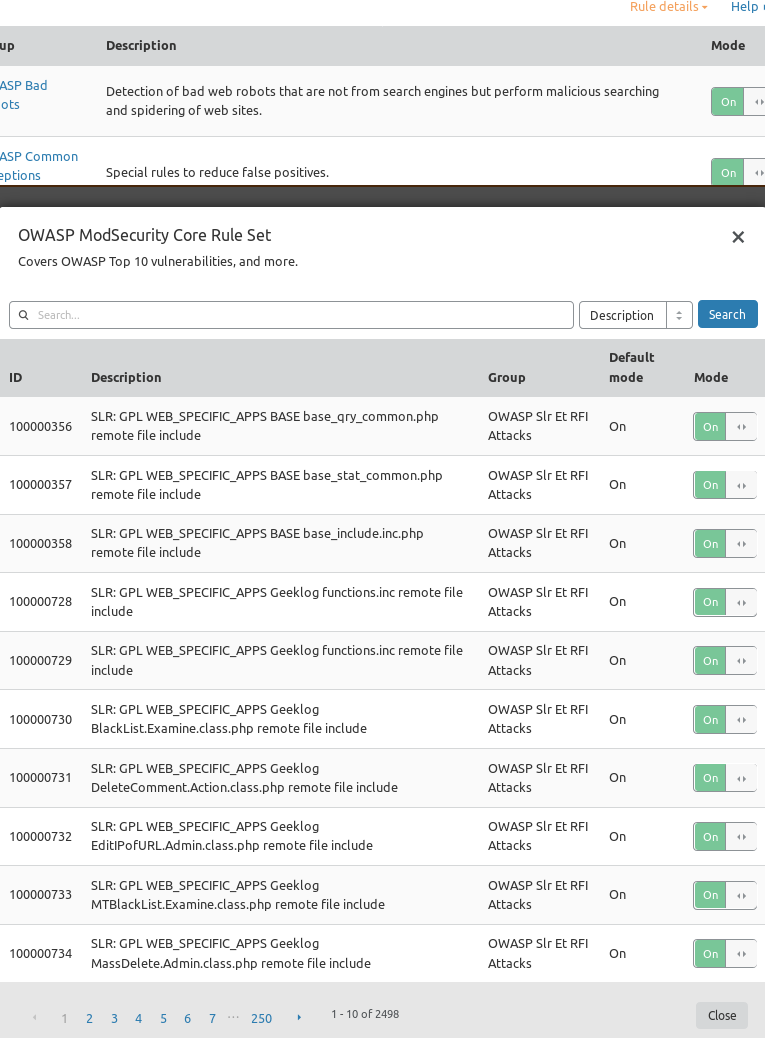 Rule details Help
up Description Mode
ASP Bad
ots
Detection of bad web robots that are not from search engines but perform malicious searching
and spidering of web sites.
On
ASP Common
eptions
Special rules to reduce false positives.
On
OWASP ModSecurity Core Rule Set
×
Covers OWASP Top 10 vulnerabilities, and more.
Search... Description Search
ID Description Group Default
mode Mode
100000356 SLR: GPL WEB_SPECIFIC_APPS BASE base_qry_common.php
remote file include
OWASP Slr Et RFI
Attacks
On On
100000357 SLR: GPL WEB_SPECIFIC_APPS BASE base_stat_common.php
remote file include
OWASP Slr Et RFI
Attacks
On On
100000358 SLR: GPL WEB_SPECIFIC_APPS BASE base_include.inc.php
remote file include
OWASP Slr Et RFI
Attacks
On On
100000728 SLR: GPL WEB_SPECIFIC_APPS Geeklog functions.inc remote file
include
OWASP Slr Et RFI
Attacks
On On
100000729 SLR: GPL WEB_SPECIFIC_APPS Geeklog functions.inc remote file
include
OWASP Slr Et RFI
Attacks
On On
100000730 SLR: GPL WEB_SPECIFIC_APPS Geeklog
BlackList.Examine.class.php remote file include
OWASP Slr Et RFI
Attacks
On On
100000731 SLR: GPL WEB_SPECIFIC_APPS Geeklog
DeleteComment.Action.class.php remote file include
OWASP Slr Et RFI
Attacks
On On
100000732 SLR: GPL WEB_SPECIFIC_APPS Geeklog
EditIPofURL.Admin.class.php remote file include
OWASP Slr Et RFI
Attacks
On On
100000733 SLR: GPL WEB_SPECIFIC_APPS Geeklog
MTBlackList.Examine.class.php remote file include
OWASP Slr Et RFI
Attacks
On On
100000734 SLR: GPL WEB_SPECIFIC_APPS Geeklog
MassDelete.Admin.class.php remote file include
OWASP Slr Et RFI
Attacks
On On
1 2 3 4 5 6 7 ... 250 1 - 10 of 2498 Close